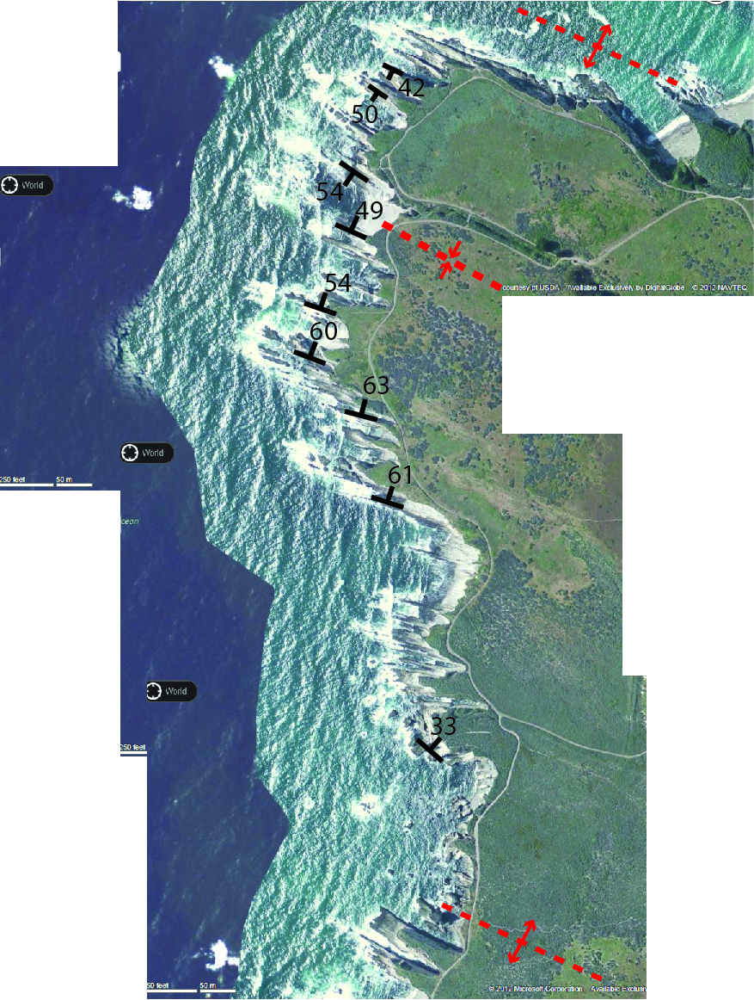 42
50
54
49
World
54
courtesy of USDA Available Exclusively by DigitalGlobe © 2012 NAVTEQ
60
63
World
61
250 feet 50 m
cean
World
33
250 feet
50 feet 50 m
© 2012 Microsoft Corporation Available Exclusiv